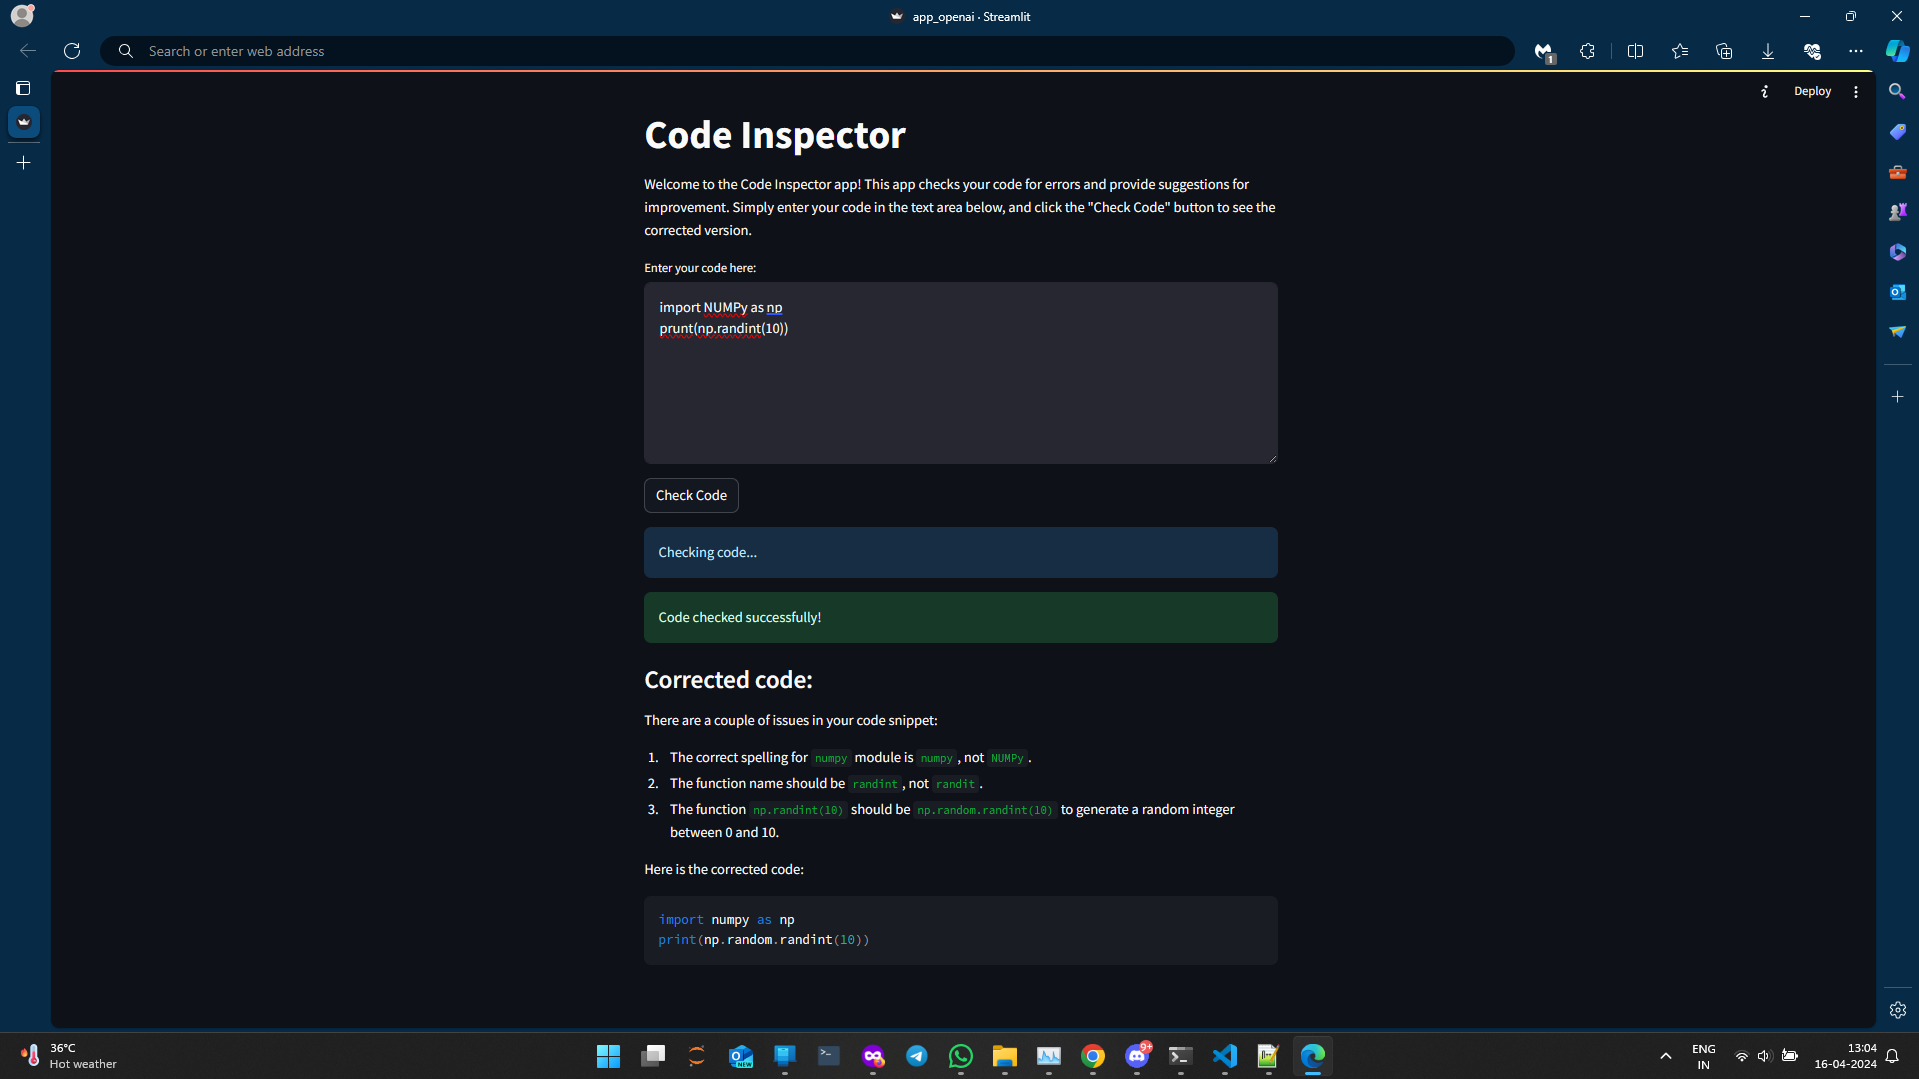 app_openai · Streamlit
Search or enter web address
1
Deploy
Code Inspector
Welcome to the Code Inspector app! This app checks your code for errors and provide suggestions for
improvement. Simply enter your code in the text area below, and click the "Check Code" button to see the
corrected version.
Enter your code here:
import NUMPy as np
prunt(np.randint(10))
Check Code
Checking code...
Code checked successfully!
Corrected code:
There are a couple of issues in your code snippet:
1. The correct spelling for numpy module is numpy , not NUMPy .
2. The function name should be randint , not randit .
3. The function np.randint(10) should be np.random.randint(10) to generate a random integer
between 0 and 10.
Here is the corrected code:
import numpy as np
print(np.random.randint(10))
36°C
Hot weather
NEW
9+
ENG
IN
13:04
16-04-2024